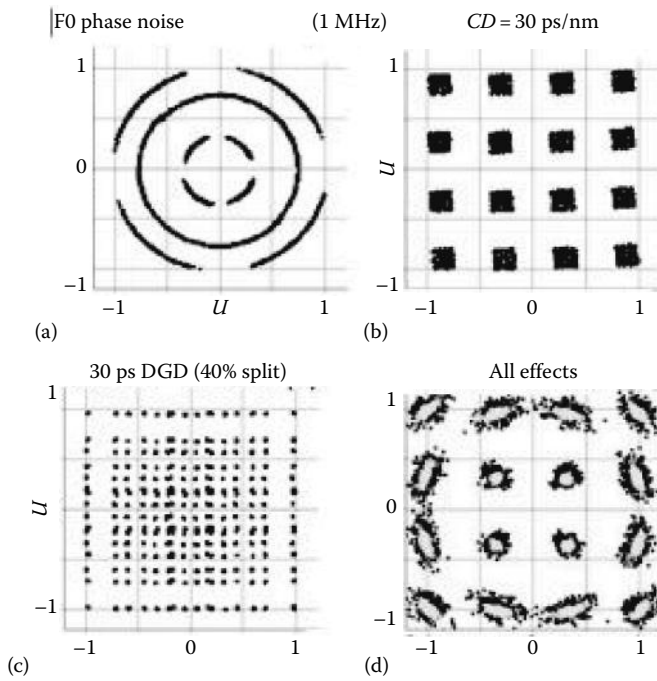 F0 phase noise (1 MHz)
CD = 30 ps/nm
1
0
−1
−1
1
U
(a)
1
U
−1
−1
0
1
(b)
30 ps DGD (40% split)
1
U
−1
−1
0
1
(c)
All effects
1
0
−1
−1
0
1
(d)